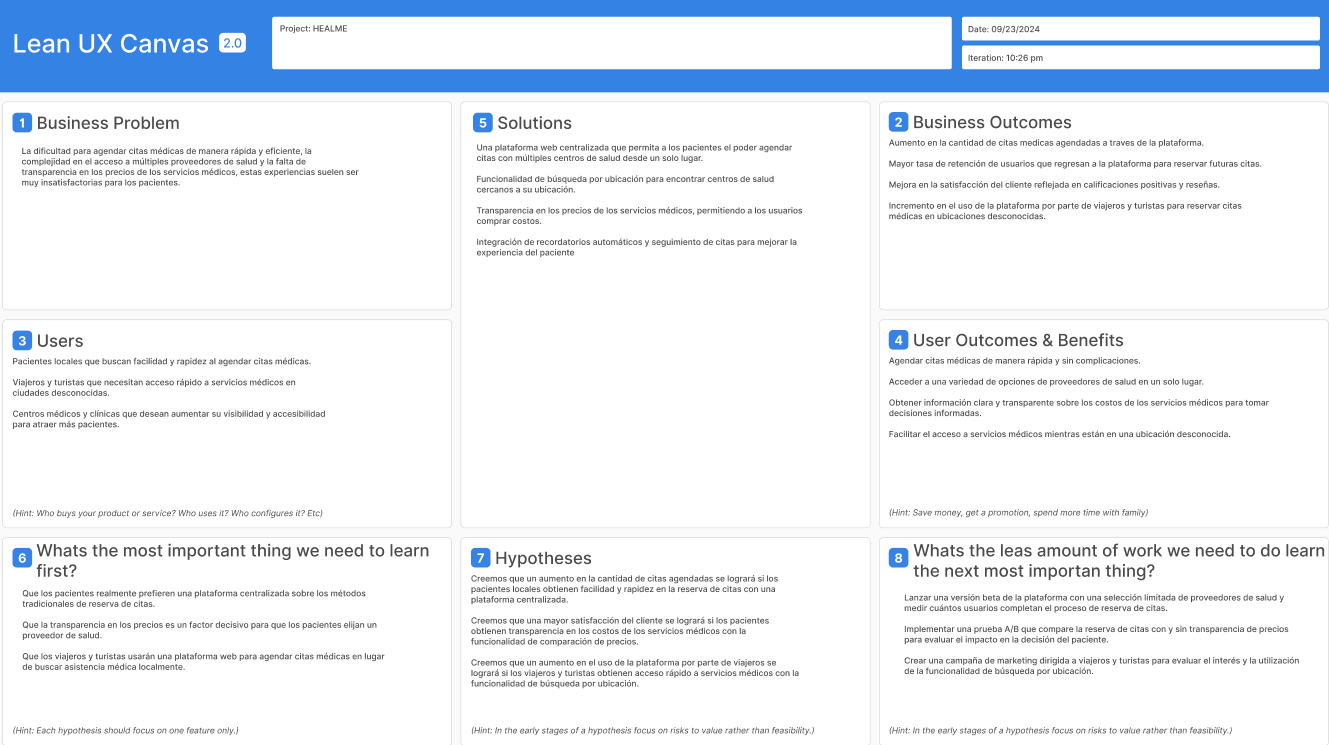 Lean UX Canvas 2.0
Project: HEALME
Date: 09/23/2024
Iteration: 10:26 pm
1 Business Problem
La dificultad para agendar citas médicas de manera rápida y eficiente, la
complejidad en el acceso a múltiples proveedores de salud y la falta de
transparencia en los precios de los servicios médicos, estas experiencias suelen ser
muy insatisfactorias para los pacientes.
5 Solutions
Una plataforma web centralizada que permita a los pacientes el poder agendar
citas con múltiples centros de salud desde un solo lugar.
Funcionalidad de búsqueda por ubicación para encontrar centros de salud
cercanos a su ubicación.
Transparencia en los precios de los servicios médicos, permitiendo a los usuarios
comprar costos.
Integración de recordatorios automáticos y seguimiento de citas para mejorar la
experiencia del paciente
2 Business Outcomes
Aumento en la cantidad de citas medicas agendadas a traves de la plataforma.
Mayor tasa de retención de usuarios que regresan a la plataforma para reservar futuras citas.
Mejora en la satisfacción del cliente reflejada en calificaciones positivas y reseñas.
Incremento en el uso de la plataforma por parte de viajeros y turistas para reservar citas
médicas en ubicaciones desconocidas.
3 Users
Pacientes locales que buscan facilidad y rapidez al agendar citas médicas.
Viajeros y turistas que necesitan acceso rápido a servicios médicos en
ciudades desconocidas.
Centros médicos y clínicas que desean aumentar su visibilidad y accesibilidad
para atraer más pacientes.
(Hint: Who buys your product or service? Who uses it? Who configures it? Etc)
4 User Outcomes & Benefits
Agendar citas médicas de manera rápida y sin complicaciones.
Acceder a una variedad de opciones de proveedores de salud en un solo lugar.
Obtener información clara y transparente sobre los costos de los servicios médicos para tomar
decisiones informadas.
Facilitar el acceso a servicios médicos mientras están en una ubicación desconocida.
(Hint: Save money, get a promotion, spend more time with family)
6 Whats the most important thing we need to learn
first?
Que los pacientes realmente prefieren una plataforma centralizada sobre los métodos
tradicionales de reserva de citas.
Que la transparencia en los precios es un factor decisivo para que los pacientes elijan un
proveedor de salud.
Que los viajeros y turistas usarán una plataforma web para agendar citas médicas en lugar
de buscar asistencia médica localmente.
(Hint: Each hypothesis should focus on one feature only.)
7 Hypotheses
Creemos que un aumento en la cantidad de citas agendadas se logrará si los
pacientes locales obtienen facilidad y rapidez en la reserva de citas con una
plataforma centralizada.
Creemos que una mayor satisfacción del cliente se logrará si los pacientes
obtienen transparencia en los costos de los servicios médicos con la
funcionalidad de comparación de precios.
Creemos que un aumento en el uso de la plataforma por parte de viajeros se
logrará si los viajeros y turistas obtienen acceso rápido a servicios médicos con la
funcionalidad de búsqueda por ubicación.
(Hint: In the early stages of a hypothesis focus on risks to value rather than feasibility.)
8 Whats the leas amount of work we need to do learn
the next most importan thing?
Lanzar una versión beta de la plataforma con una selección limitada de proveedores de salud y
medir cuántos usuarios completan el proceso de reserva de citas.
Implementar una prueba A/B que compare la reserva de citas con y sin transparencia de precios
para evaluar el impacto en la decisión del paciente.
Crear una campaña de marketing dirigida a viajeros y turistas para evaluar el interés y la utilización
de la funcionalidad de búsqueda por ubicación.
(Hint: In the early stages of a hypothesis focus on risks to value rather than feasibility.)